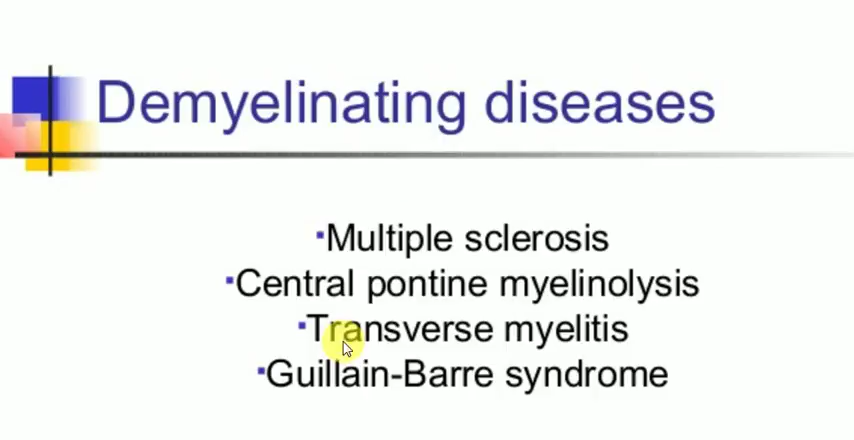 Demyelinating diseases
▪Multiple sclerosis
▪Central pontine myelinolysis
▪Transverse myelitis
▪Guillain-Barre syndrome